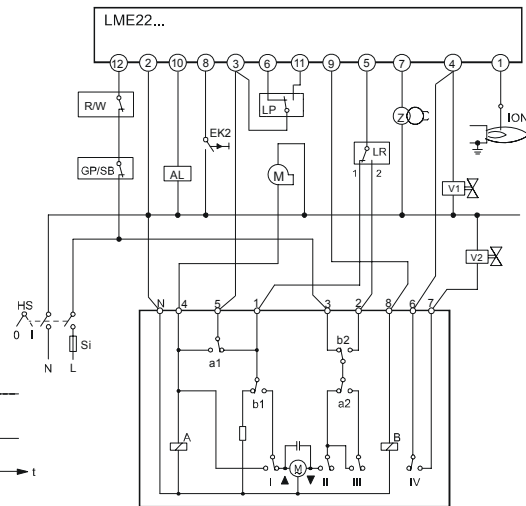 LME22...
12 2 10 8 3 6 11 9 5 7 4 1
R/W
LP
EK2
Z
ION
GP/SB
AL
M
LR
1 2
V1
V2
HS
0 I
Si
N L
N 4 5 1 3 2 8 6 7
a1
b2
b1
a2
A
B
I M II III IV
t